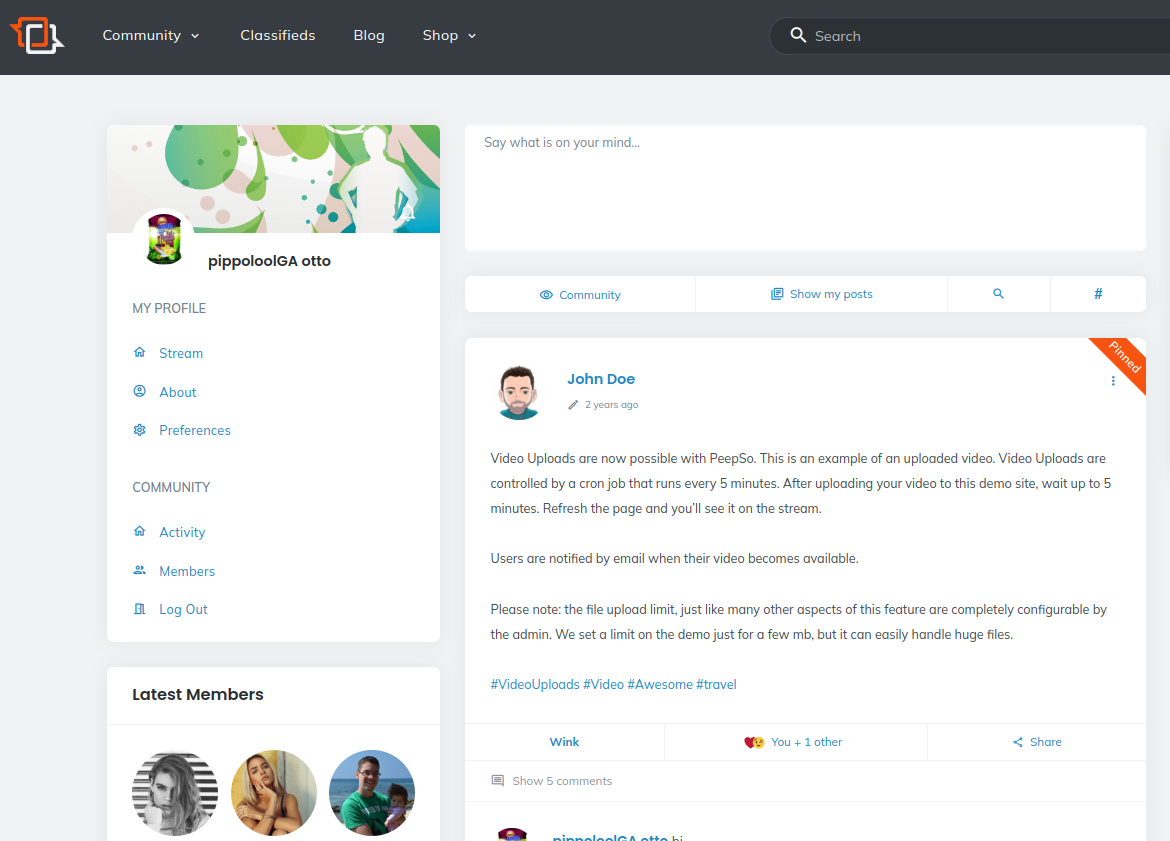 Community
Classifieds
Blog
Shop
Search
pippoloolGA otto
MY PROFILE
Stream
About
Preferences
COMMUNITY
Activity
Members
Log Out
Latest Members
Say what is on your mind...
Community
Show my posts
#
Pinned
John Doe
2 years ago
Video Uploads are now possible with PeepSo. This is an example of an uploaded video. Video Uploads are
controlled by a cron job that runs every 5 minutes. After uploading your video to this demo site, wait up to 5
minutes. Refresh the page and you’ll see it on the stream.
Users are notified by email when their video becomes available.
Please note: the file upload limit, just like many other aspects of this feature are completely configurable by
the admin. We set a limit on the demo just for a few mb, but it can easily handle huge files.
#VideoUploads #Video #Awesome #travel
Wink
You + 1 other
Share
Show 5 comments
pippoloolGA otto hi